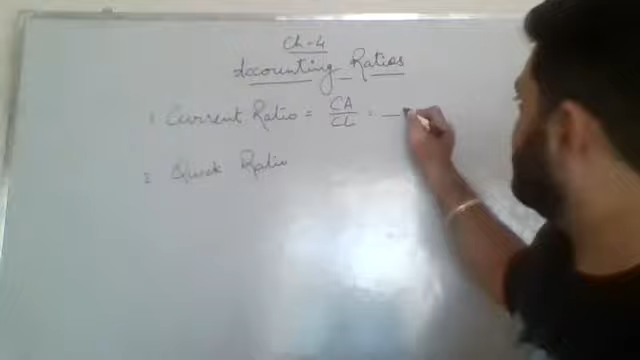 Ch-4
Accounting Ratios
1 Current Ratio = CA/CL = —
2 Quick Ratio